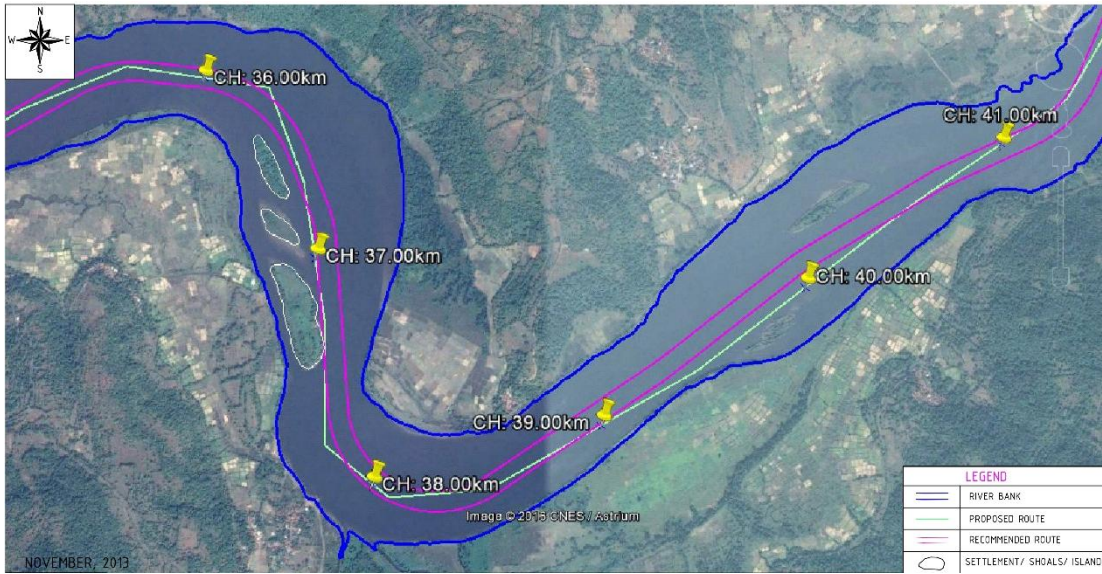 N
W E
S
CH: 36.00km
CH: 41.00km
CH: 37.00km
CH: 40.00km
CH: 39.00km
CH: 38.00km
Image © 2016 CNES / Astrium
NOVEMBER, 2013
LEGEND
RIVER BANK
PROPOSED ROUTE
RECOMMENDED ROUTE
SETTLEMENT/ SHOALS/ ISLAND